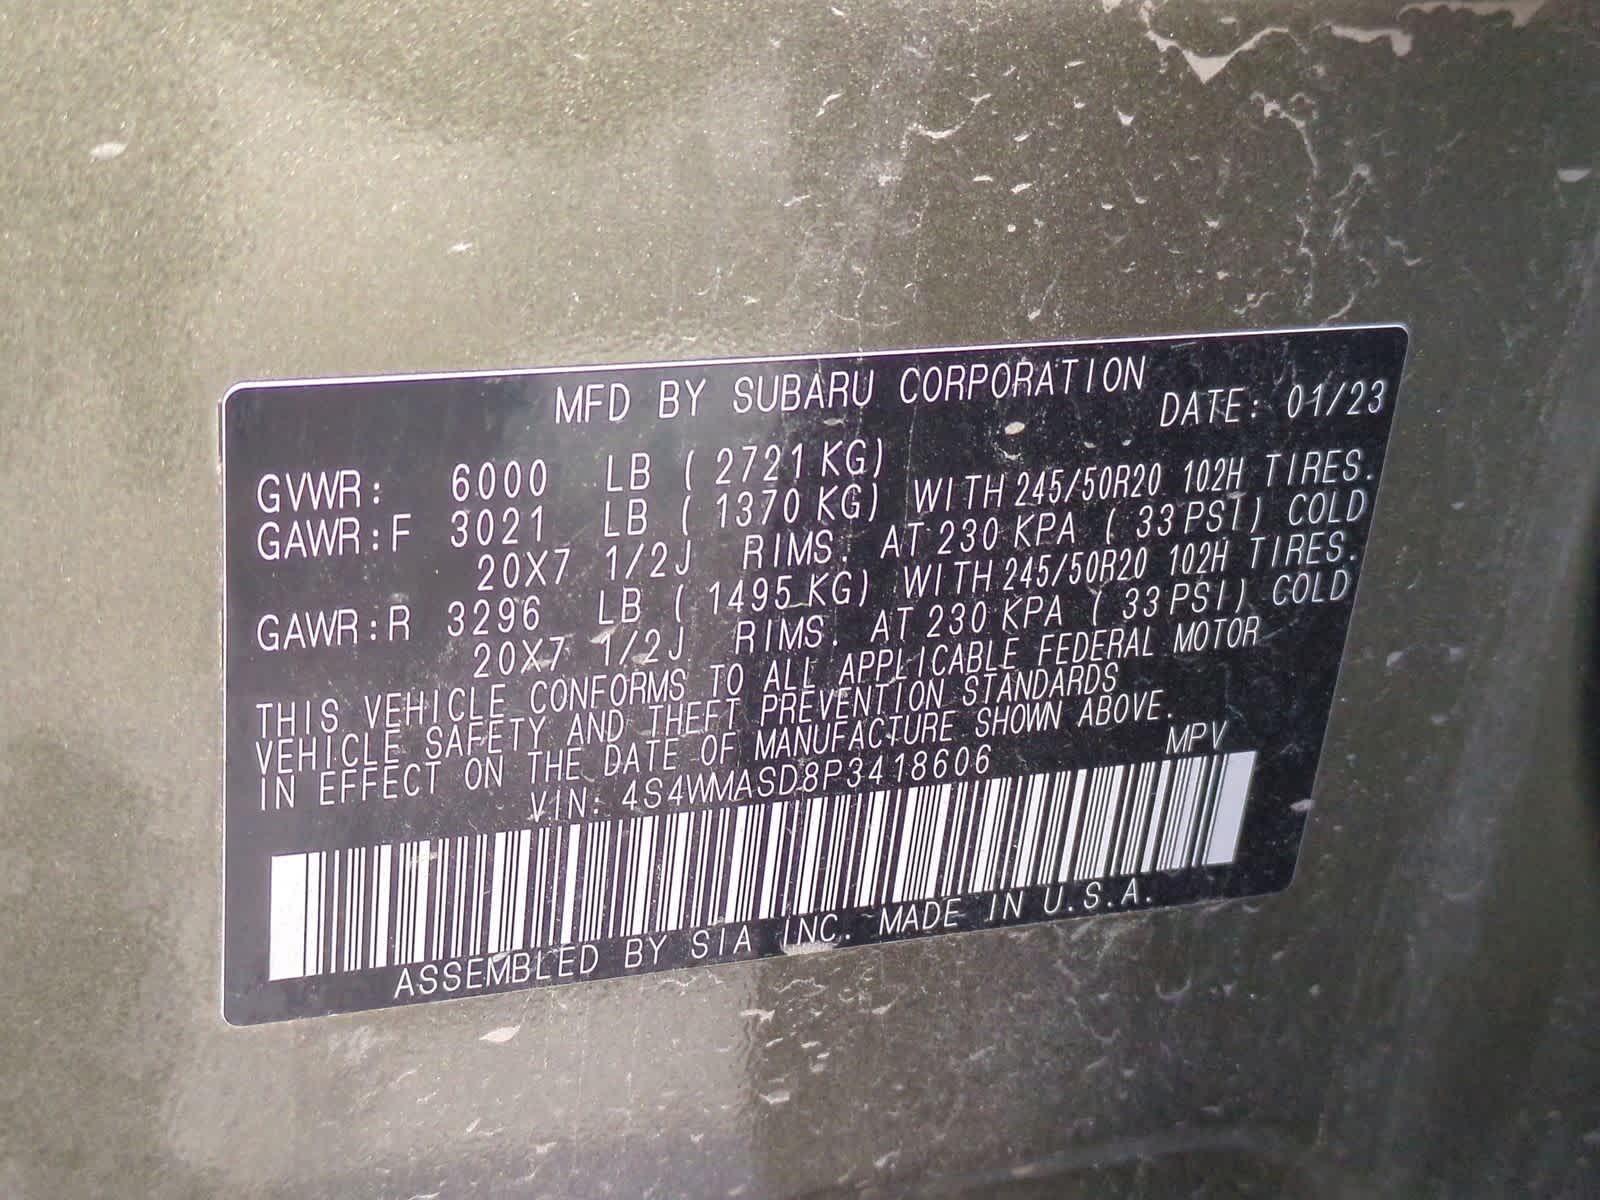 MFD BY SUBARU CORPORATION DATE: 01/23
GVWR: 6000 LB (2721KG)
GAWR:F 3021 LB (1370 KG) WITH 245/50R20 102H TIRES.
20X7 1/2J RIMS. AT 230 KPA (33 PSI) COLD
GAWR:R 3296 LB (1495 KG) WITH 245/50R20 102H TIRES.
20X7 1/2J RIMS. AT 230 KPA (33 PSI) COLD
THIS VEHICLE CONFORMS TO ALL APPLICABLE FEDERAL MOTOR
VEHICLE SAFETY AND THEFT PREVENTION STANDARDS
IN EFFECT ON THE DATE OF MANUFACTURE SHOWN ABOVE.
VIN: 4S4WMASD8P3418606 MPV
ASSEMBLED BY SIA INC. MADE IN U.S.A.